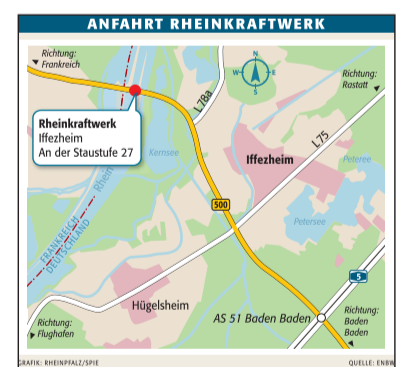 ANFAHRT RHEINKRAFTWERK
Richtung:
Frankreich
N
W
E
S
Richtung:
Rastatt
L78a
Rheinkraftwerk
Iffezheim
An der Staustufe 27
Kernsee
Iffezheim
L75
Peteree
Rhein
500
Petersee
FRANKREICH
DEUTSCHLAND
5
Hügelsheim
AS 51 Baden Baden
Richtung:
Flughafen
Richtung:
Baden
Baden
GRAFIK: RHEINPFALZ/SPIE
QUELLE: ENBW